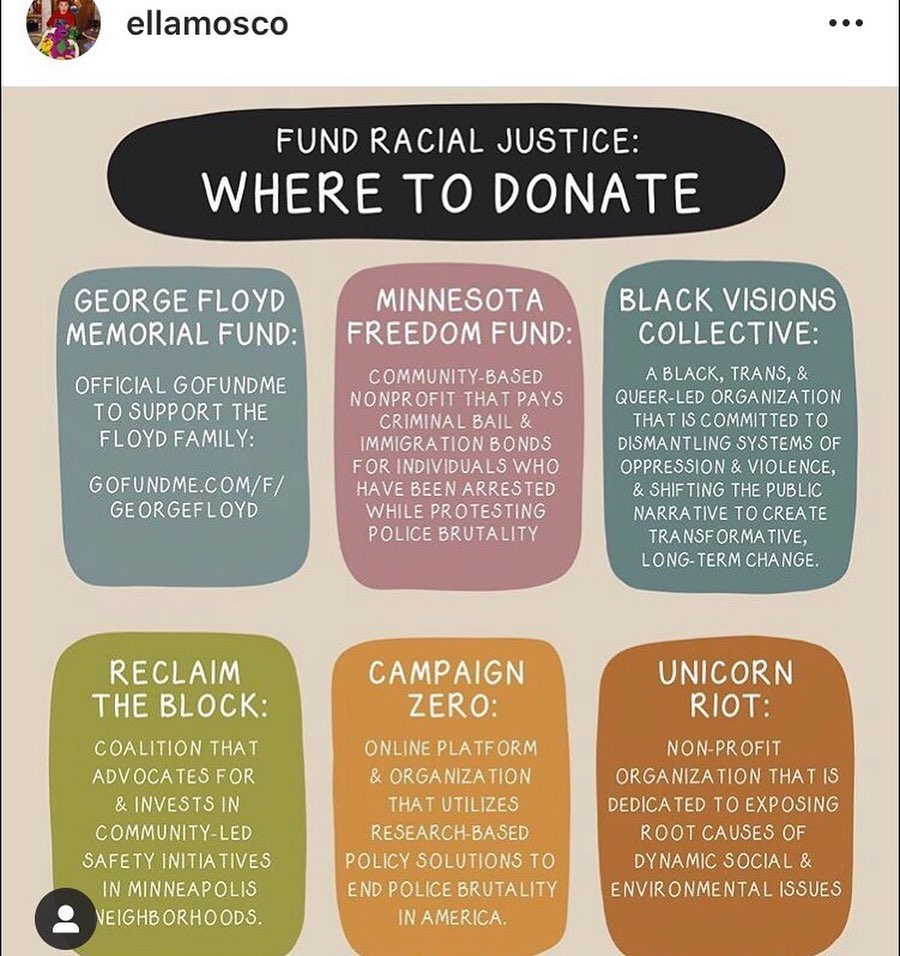 ellamosco
FUND RACIAL JUSTICE:
WHERE TO DONATE
GEORGE FLOYD
MEMORIAL FUND:
OFFICIAL GOFUNDME
TO SUPPORT THE
FLOYD FAMILY:
GOFUNDME.COM/F/
GEORGEFLOYD
MINNESOTA
FREEDOM FUND:
COMMUNITY-BASED
NONPROFIT THAT PAYS
CRIMINAL BAIL &
IMMIGRATION BONDS
FOR INDIVIDUALS WHO
HAVE BEEN ARRESTED
WHILE PROTESTING
POLICE BRUTALITY
BLACK VISIONS
COLLECTIVE:
A BLACK, TRANS, &
QUEER-LED ORGANIZATION
THAT IS COMMITTED TO
DISMANTLING SYSTEMS OF
OPPRESSION & VIOLENCE,
& SHIFTING THE PUBLIC
NARRATIVE TO CREATE
TRANSFORMATIVE,
LONG-TERM CHANGE.
RECLAIM
THE BLOCK:
COALITION THAT
ADVOCATES FOR
& INVESTS IN
COMMUNITY-LED
SAFETY INITIATIVES
IN MINNEAPOLIS
NEIGHBORHOODS.
CAMPAIGN
ZERO:
ONLINE PLATFORM
& ORGANIZATION
THAT UTILIZES
RESEARCH-BASED
POLICY SOLUTIONS TO
END POLICE BRUTALITY
IN AMERICA.
UNICORN
RIOT:
NON-PROFIT
ORGANIZATION THAT IS
DEDICATED TO EXPOSING
ROOT CAUSES OF
DYNAMIC SOCIAL &
ENVIRONMENTAL ISSUES